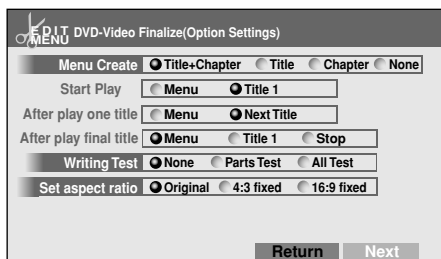 EDIT
MENU DVD-Video Finalize(Option Settings)
Menu Create Title+Chapter Title Chapter None
Start Play Menu Title 1
After play one title Menu Next Title
After play final title Menu Title 1 Stop
Writing Test None Parts Test All Test
Set aspect ratio Original 4:3 fixed 16:9 fixed
Return Next